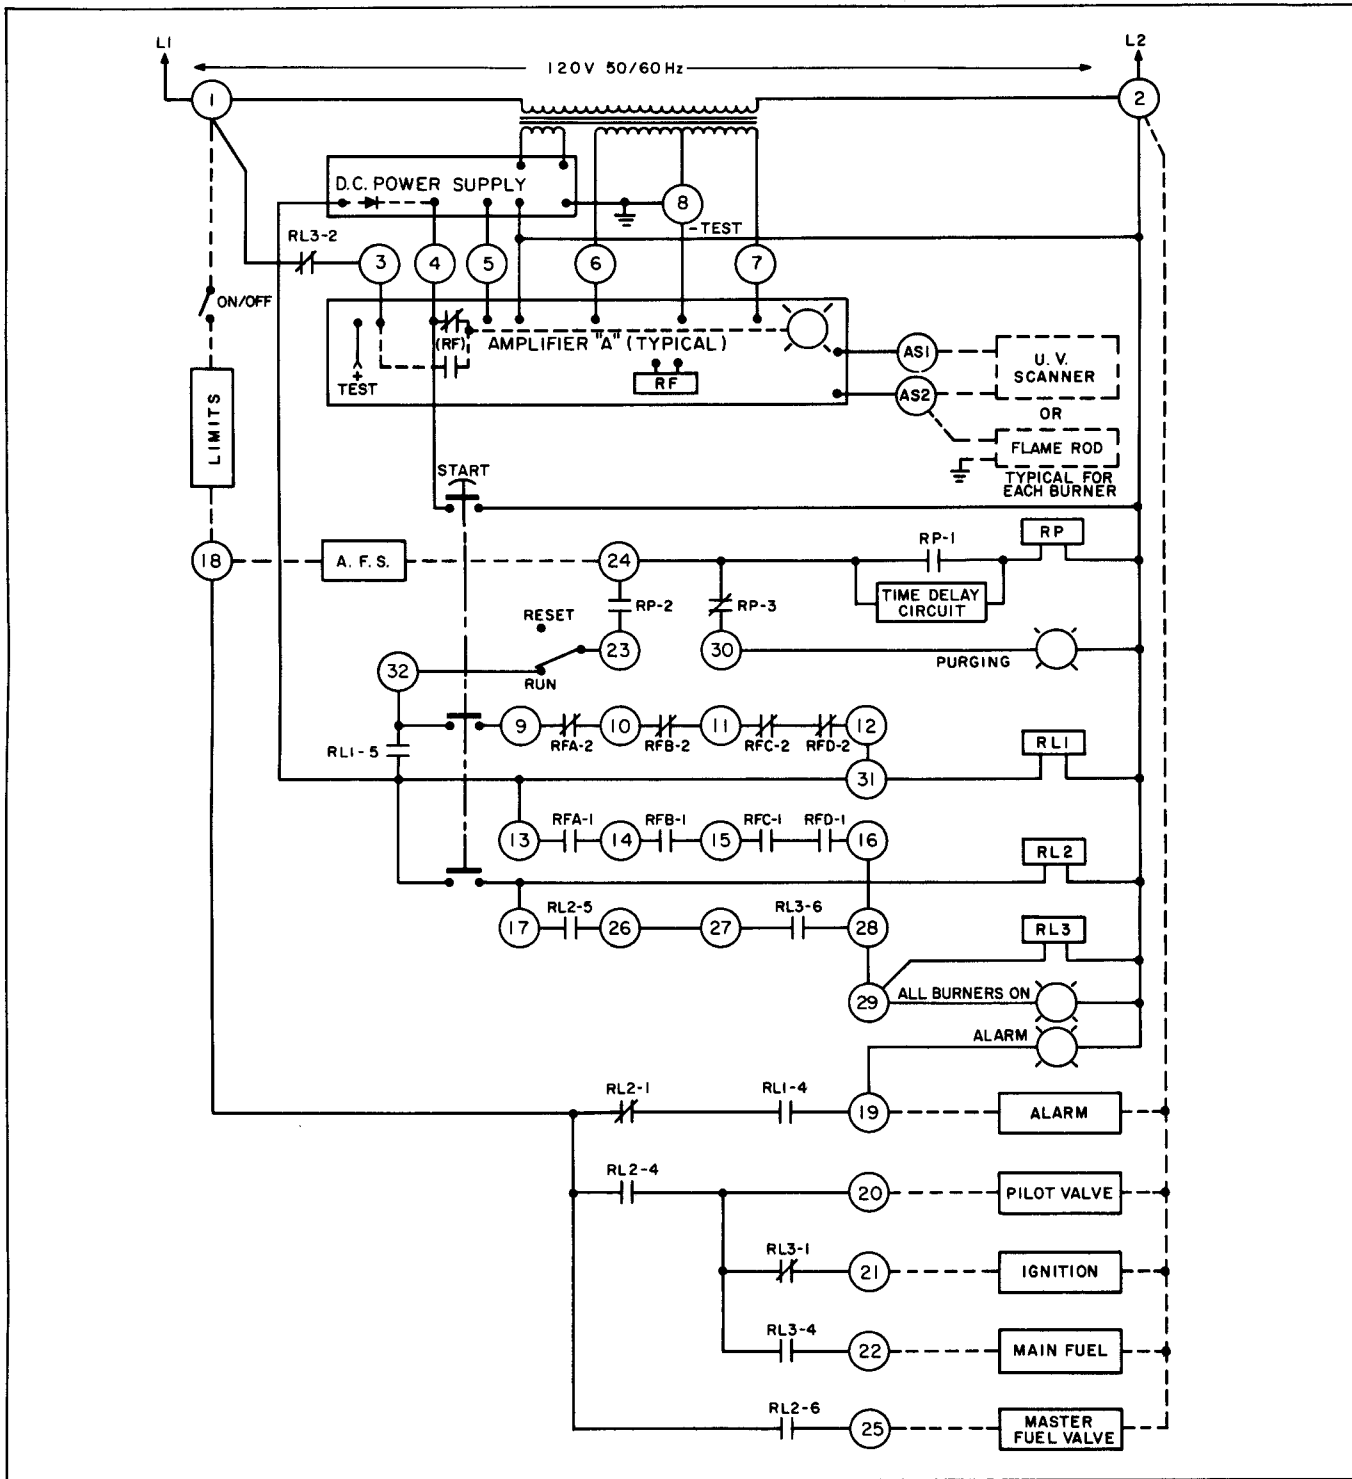 L1
L2
120V 50/60Hz
1
2
D.C. POWER SUPPLY
8
-TEST
RL3-2
3
4
5
6
7
ON/OFF
(RF)
AMPLIFIER "A" (TYPICAL)
+
TEST
RF
AS1
U. V.
SCANNER
AS2
OR
FLAME ROD
TYPICAL FOR
EACH BURNER
LIMITS
START
18
A. F. S.
24
RP-1
RP
TIME DELAY
CIRCUIT
RP-2
RP-3
RESET
23
30
PURGING
32
RUN
9
10
11
12
RFA-2
RFB-2
RFC-2
RFD-2
RL1-5
31
RL1
13
RFA-1
14
RFB-1
15
RFC-1
RFD-1
16
RL2
17
RL2-5
26
27
RL3-6
28
RL3
29
ALL BURNERS ON
ALARM
RL2-1
RL1-4
19
ALARM
RL2-4
20
PILOT VALVE
RL3-1
21
IGNITION
RL3-4
22
MAIN FUEL
RL2-6
25
MASTER
FUEL VALVE